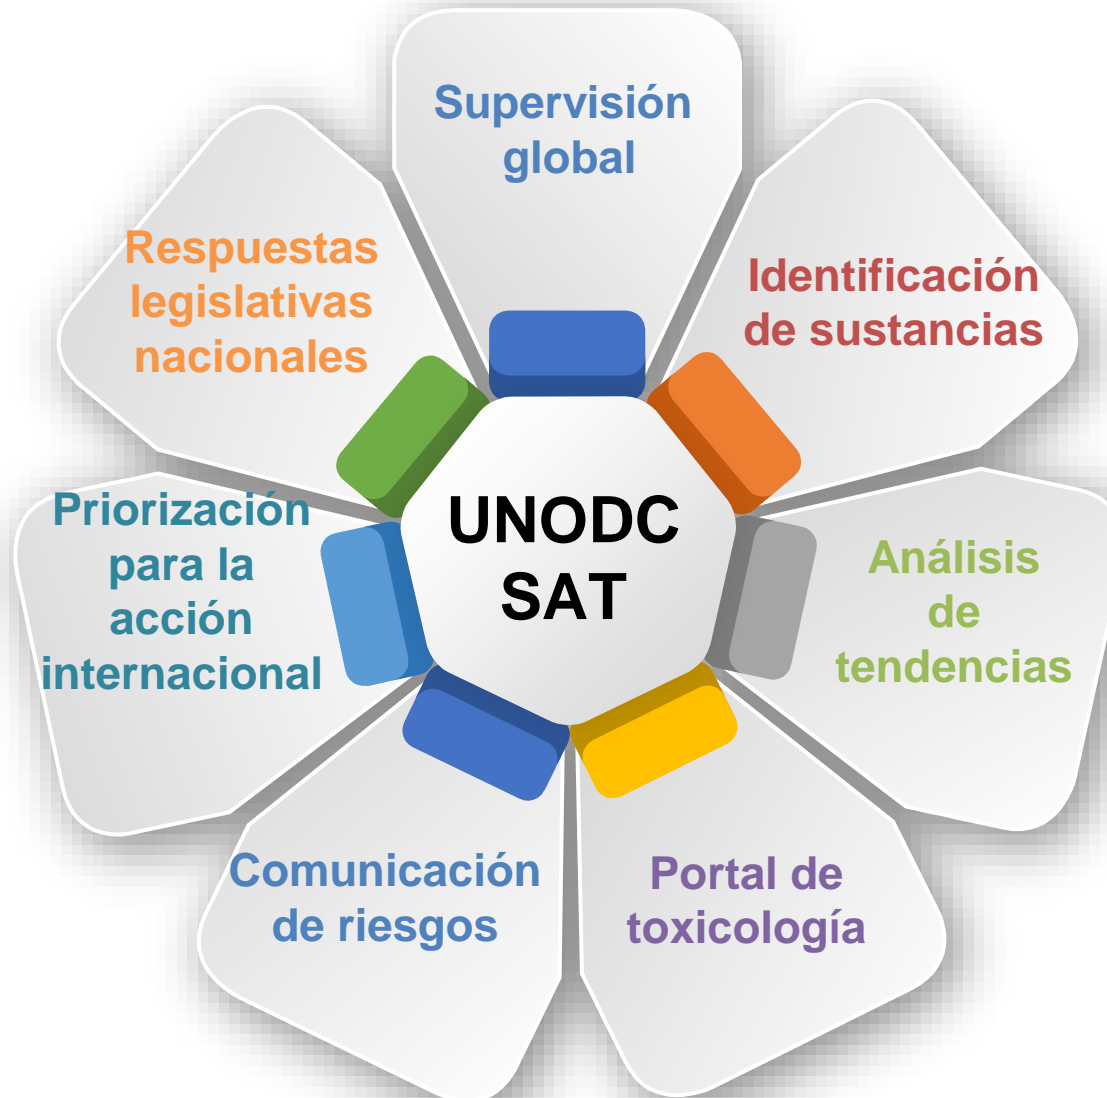 Supervisión
global
Identificación
de sustancias
Análisis
de
tendencias
Portal de
toxicología
Comunicación
de riesgos
Priorización
para la
acción
internacional
Respuestas
legislativas
nacionales
UNODC
SAT